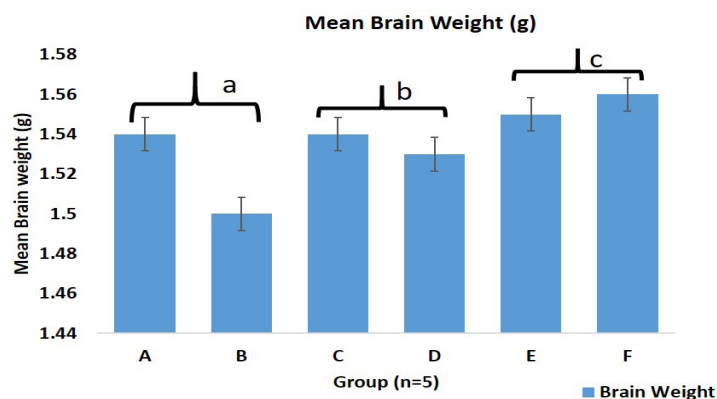 Mean Brain Weight (g)
Mean Brain weight (g)
1.58
1.56
1.54
1.52
1.5
1.48
1.46
1.44
a
b
c
A B C D E F
Group (n=5)
Brain Weight